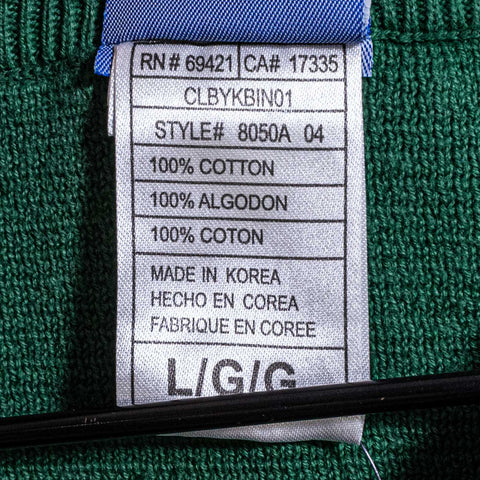 RN# 69421 CA# 17335
CLBYKBIN01
STYLE# 8050A 04
100% COTTON
100% ALGODON
100% COTON
MADE IN KOREA
HECHO EN COREA
FABRIQUE EN COREE
L/G/G